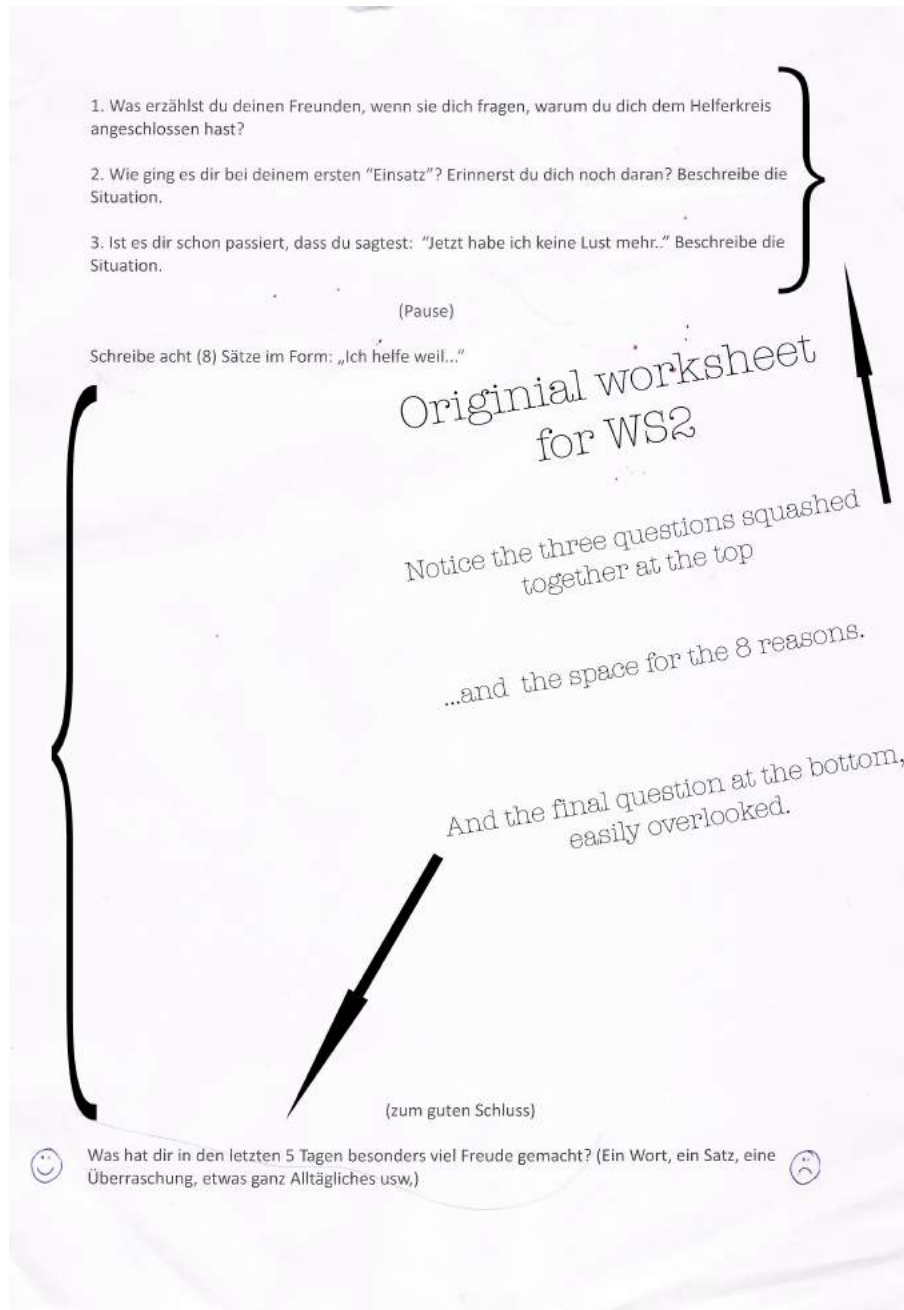 1. Was erzählst du deinen Freunden, wenn sie dich fragen, warum du dich dem Helferkreis
angeschlossen hast?
2. Wie ging es dir bei deinem ersten “Einsatz”? Erinnerst du dich noch daran? Beschreibe die
Situation.
3. Ist es dir schon passiert, dass du sagtest: “Jetzt habe ich keine Lust mehr..” Beschreibe die
Situation.
(Pause)
Schreibe acht (8) Sätze im Form: „Ich helfe weil...“
Originial worksheet
for WS2
Notice the three questions squashed
together at the top
...and the space for the 8 reasons.
And the final question at the bottom,
easily overlooked.
(zum guten Schluss)
Was hat dir in den letzten 5 Tagen besonders viel Freude gemacht? (Ein Wort, ein Satz, eine
Überraschung, etwas ganz Alltägliches usw,)